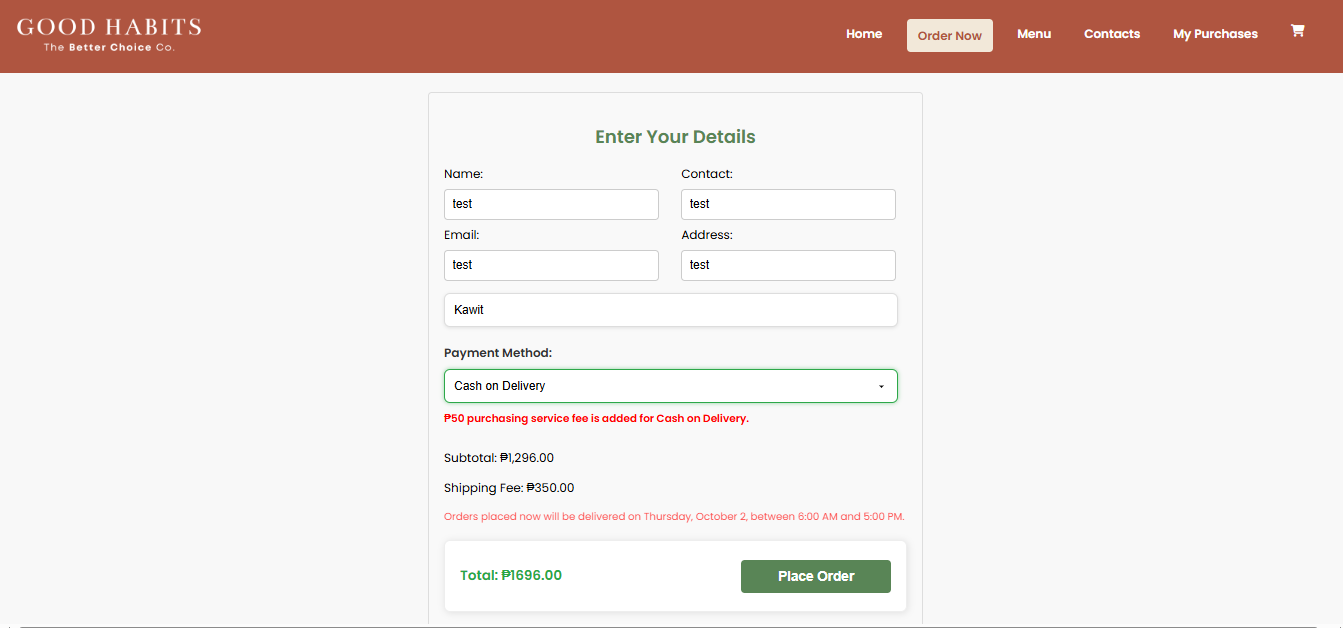 GOOD HABITS
The Better Choice Co.
Home
Order Now
Menu
Contacts
My Purchases
Enter Your Details
Name:
Contact:
test
test
Email:
Address:
test
test
Kawit
Payment Method:
Cash on Delivery
₱50 purchasing service fee is added for Cash on Delivery.
Subtotal: ₱1,296.00
Shipping Fee: ₱350.00
Orders placed now will be delivered on Thursday, October 2, between 6:00 AM and 5:00 PM.
Total: ₱1696.00
Place Order